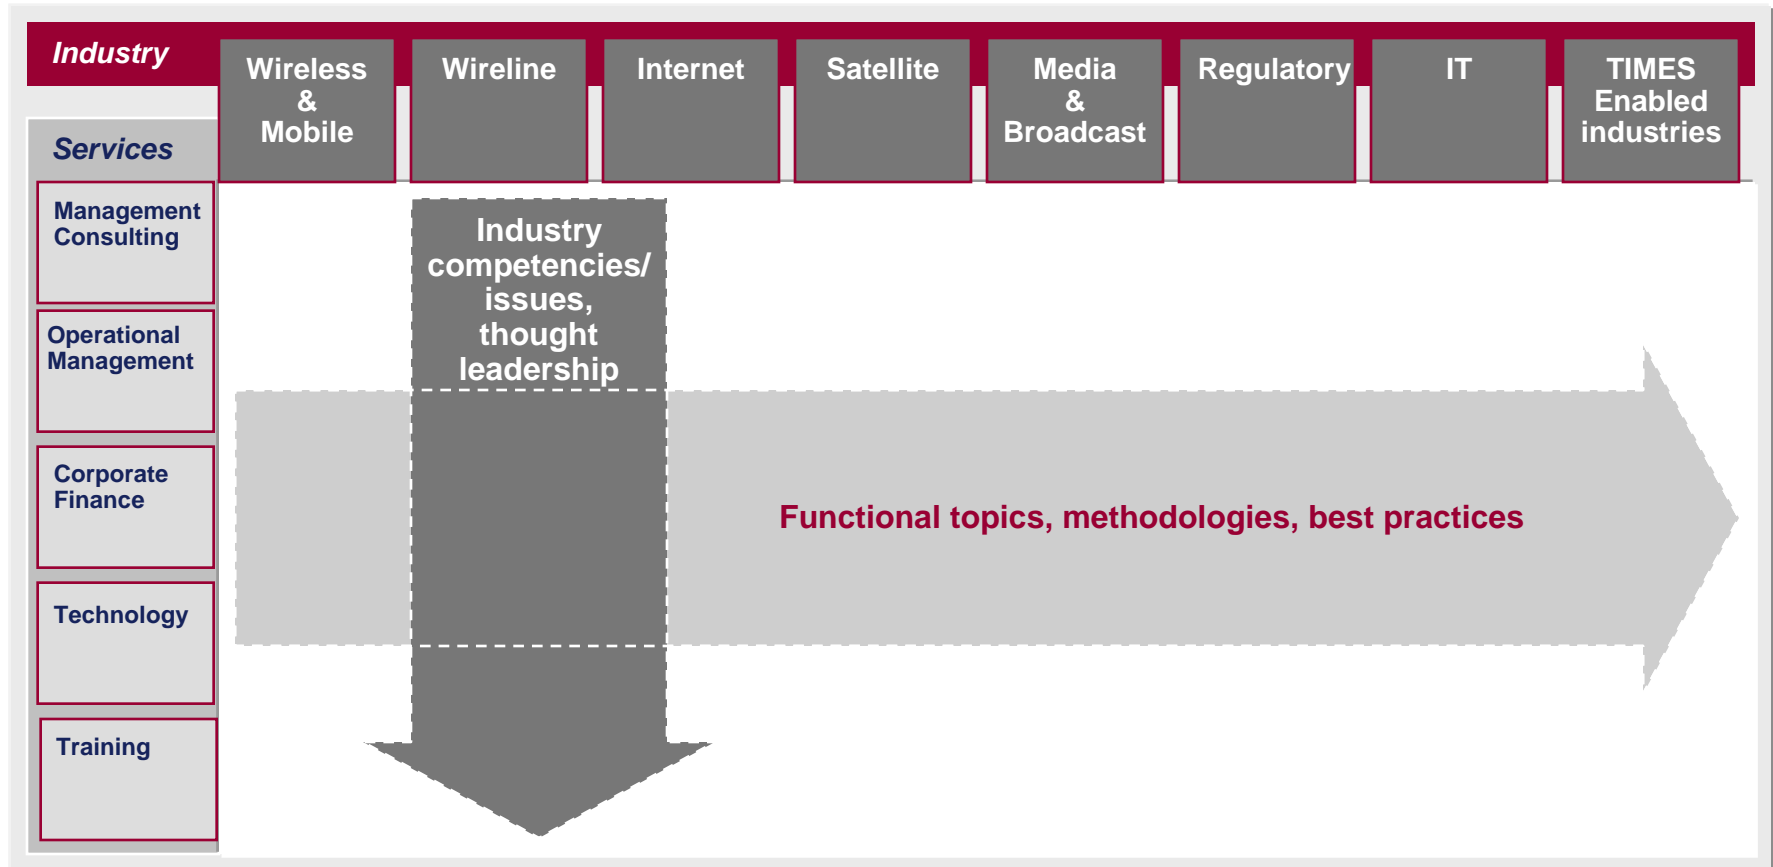 Industry
Wireless
&
Mobile
Wireline
Internet
Satellite
Media
&
Broadcast
Regulatory
IT
TIMES
Enabled
industries
Services
Management
Consulting
Operational
Management
Corporate
Finance
Technology
Training
Industry
competencies/
issues,
thought
leadership
Functional topics, methodologies, best practices